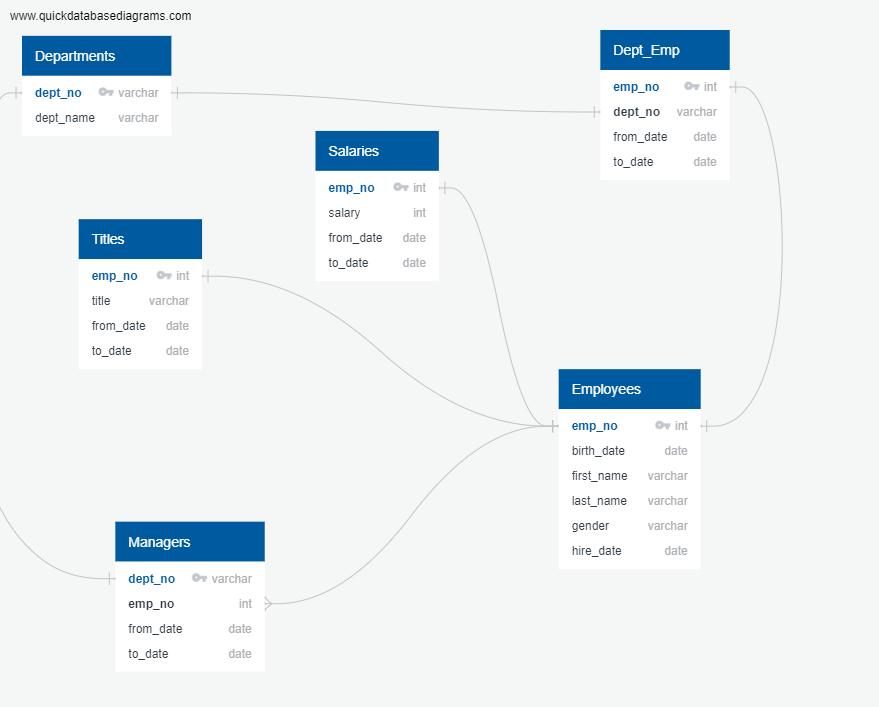 www.quickdatabasediagrams.com
Departments
dept_no varchar
dept_name varchar
Dept_Emp
emp_no int
dept_no varchar
from_date date
to_date date
Salaries
emp_no int
salary int
from_date date
to_date date
Titles
emp_no int
title varchar
from_date date
to_date date
Employees
emp_no int
birth_date date
first_name varchar
last_name varchar
gender varchar
hire_date date
Managers
dept_no varchar
emp_no int
from_date date
to_date date